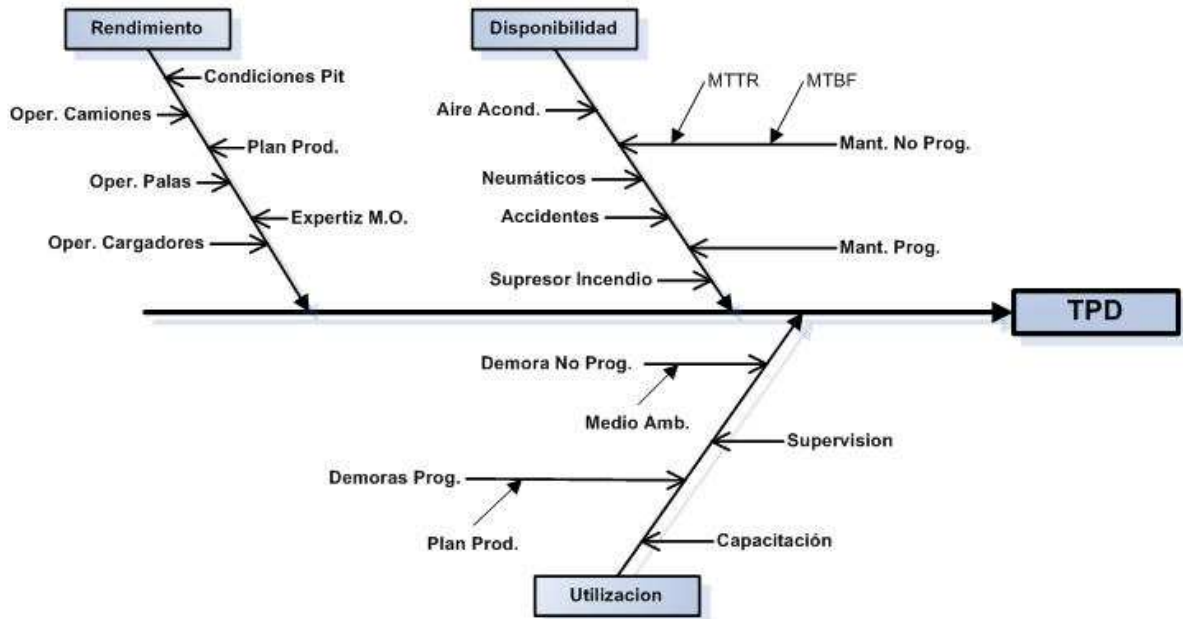 Rendimiento
Disponibilidad
Condiciones Pit
MTTR
MTBF
Oper. Camiones
Aire Acond.
Plan Prod.
Mant. No Prog.
Oper. Palas
Neumáticos
Expertiz M.O.
Accidentes
Oper. Cargadores
Mant. Prog.
Supresor Incendio
TPD
Demora No Prog.
Medio Amb.
Supervision
Demoras Prog.
Plan Prod.
Capacitación
Utilizacion